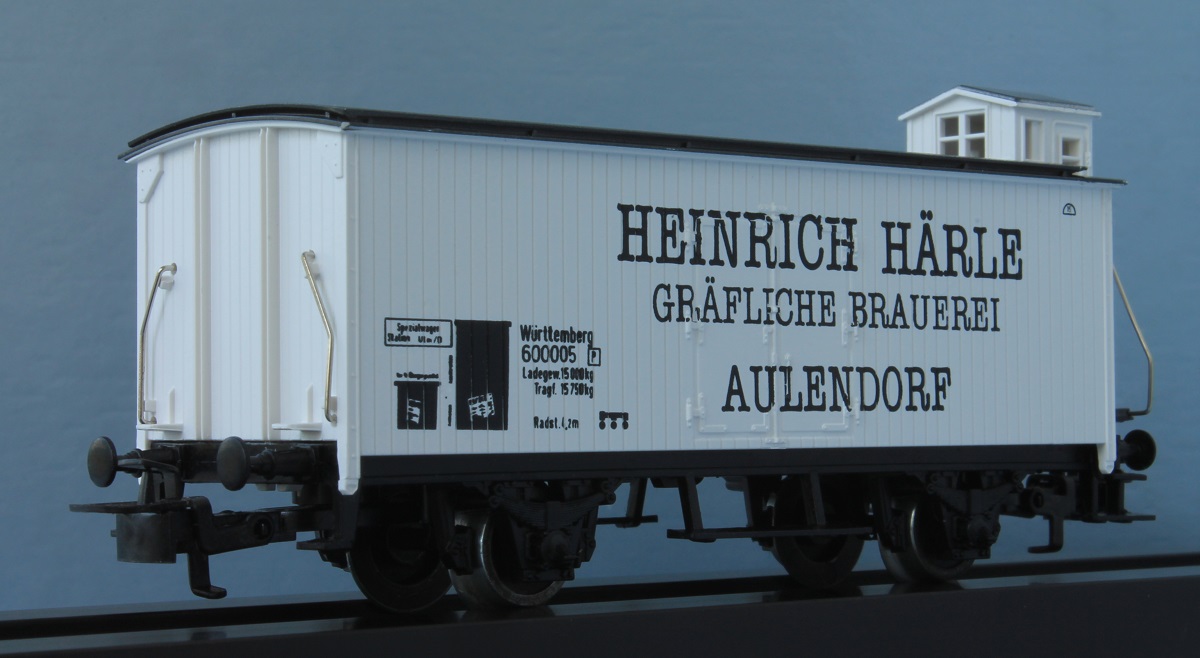 HEINRICH HÄRLE
GRÄFLICHE BRAUEREI
AULENDORF
Spezialwagen
Station Ulm
Württemberg
600005 P
Ladegew. 15 000 kg
Tragf. 15 750 kg
Radst. 4,2 m